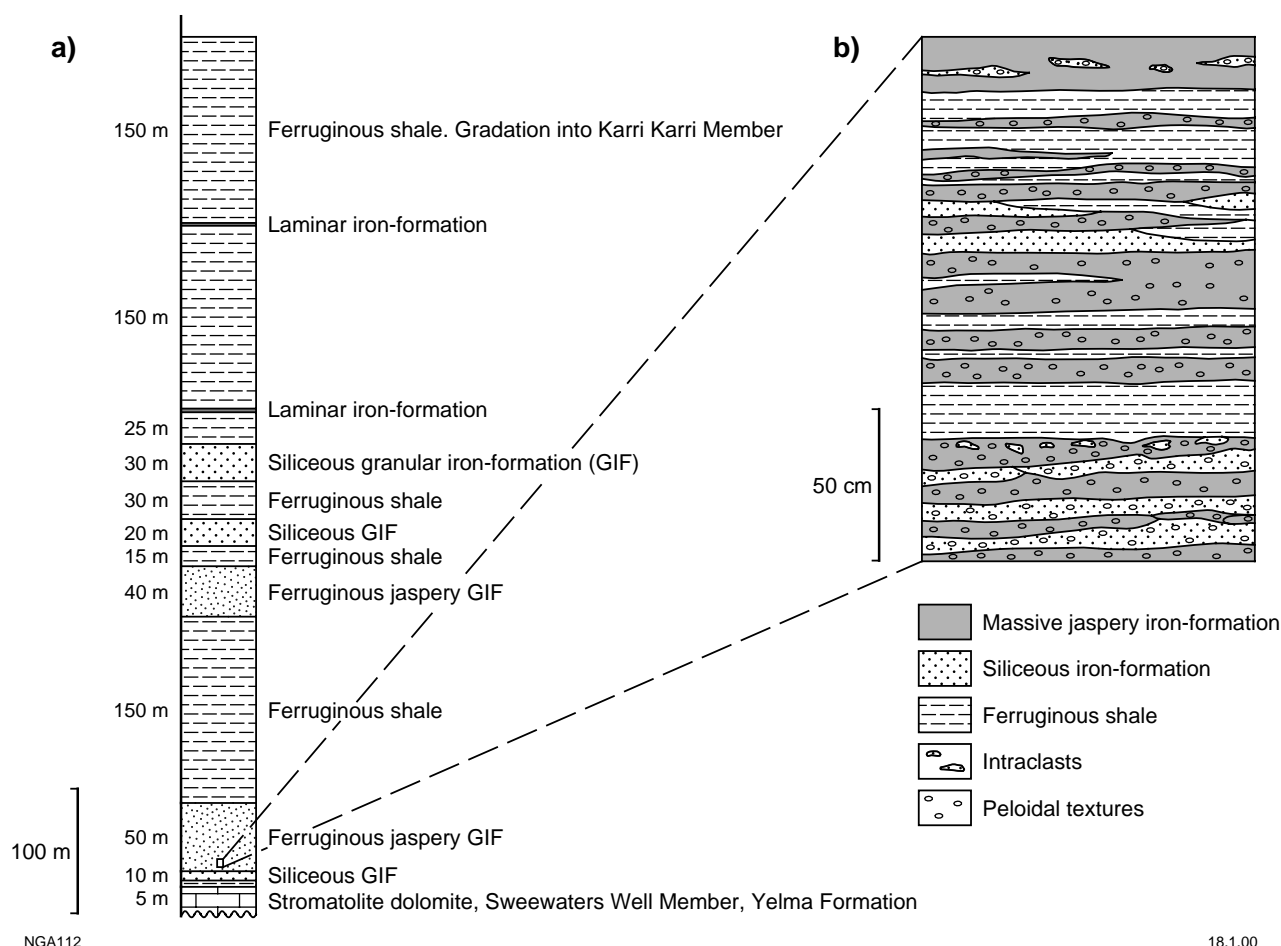 a)
150 m
Ferruginous shale. Gradation into Karri Karri Member
Laminar iron-formation
150 m
Laminar iron-formation
25 m
30 m
Siliceous granular iron-formation (GIF)
30 m
Ferruginous shale
20 m
Siliceous GIF
15 m
Ferruginous shale
40 m
Ferruginous jaspery GIF
150 m
Ferruginous shale
100 m
50 m
Ferruginous jaspery GIF
10 m
Siliceous GIF
5 m
Stromatolite dolomite, Sweewaters Well Member, Yelma Formation
b)
50 cm
Massive jaspery iron-formation
Siliceous iron-formation
Ferruginous shale
Intraclasts
Peloidal textures
NGA112
18.1.00